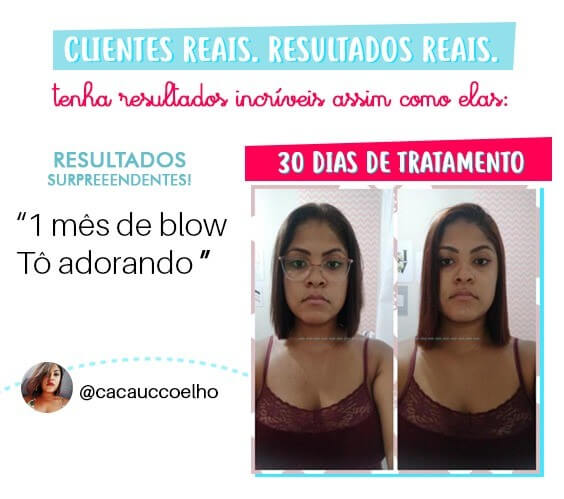 CLIENTES REAIS. RESULTADOS REAIS.
tenha resultados incríveis assim como elas:
RESULTADOS
SURPREEENDENTES!
30 DIAS DE TRATAMENTO
“1 mês de blow
Tô adorando ”
@cacauccoelho